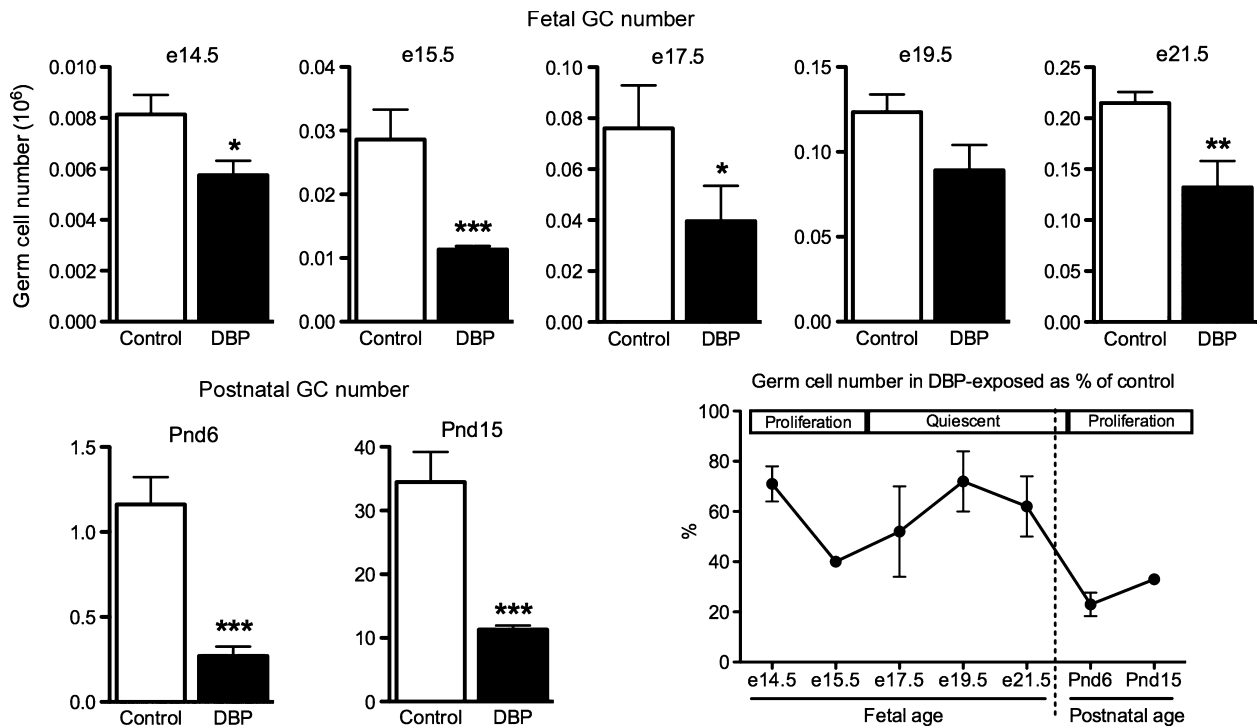 Fetal GC number
e14.5
e15.5
e17.5
e19.5
e21.5
Germ cell number (10⁶)
0.010
0.008
0.006
0.004
0.002
0.000
*
Control DBP
0.04
0.03
0.02
0.01
0.00
***
Control DBP
0.10
0.08
0.06
0.04
0.02
0.00
*
Control DBP
0.15
0.10
0.05
0.00
Control DBP
0.25
0.20
0.15
0.10
0.05
0.00
**
Control DBP
Postnatal GC number
Pnd6
1.5
1.0
0.5
0.0
***
Control DBP
Pnd15
40
30
20
10
0
***
Control DBP
Germ cell number in DBP-exposed as % of control
Proliferation Quiescent Proliferation
%
100
80
60
40
20
0
e14.5 e15.5 e17.5 e19.5 e21.5 Pnd6 Pnd15
Fetal age Postnatal age